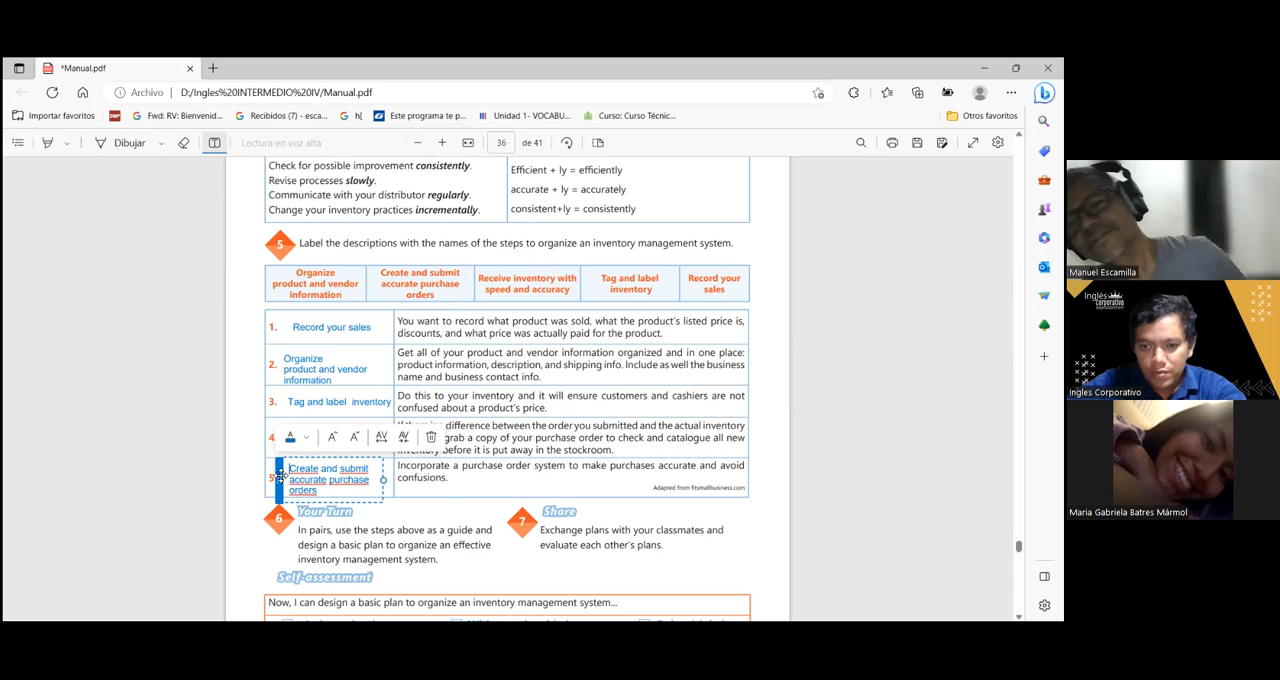 *Manual.pdf
Archivo
D:/Ingles%20INTERMEDIO%20IV/Manual.pdf
Importar favoritos
Fwd: RV: Bienvenid...
Recibidos (7) - esca...
h[
Este programa te p...
Unidad 1- VOCABU...
Curso: Curso Técnic...
Otros favoritos
Dibujar
Lectura en voz alta
36
de 41
Check for possible improvement consistently.
Revise processes slowly.
Communicate with your distributor regularly.
Change your inventory practices incrementally.
Efficient + ly = efficiently
accurate + ly = accurately
consistent+ly = consistently
5
Label the descriptions with the names of the steps to organize an inventory management system.
Organize
product and vendor
information
Create and submit
accurate purchase
orders
Receive inventory with
speed and accuracy
Tag and label
inventory
Record your
sales
1.
Record your sales
You want to record what product was sold, what the product's listed price is,
discounts, and what price was actually paid for the product.
2.
Organize
product and vendor
information
Get all of your product and vendor information organized and in one place:
product information, description, and shipping info. Include as well the business
name and business contact info.
3.
Tag and label inventory
Do this to your inventory and it will ensure customers and cashiers are not
confused about a product's price.
4
difference between the order you submitted and the actual inventory
grab a copy of your purchase order to check and catalogue all new
before it is put away in the stockroom.
5
Create and submit
accurate purchase
orders
Incorporate a purchase order system to make purchases accurate and avoid
confusions.
Adapted from fitsmallbusiness.com
6
Your Turn
In pairs, use the steps above as a guide and
design a basic plan to organize an effective
inventory management system.
7
Share
Exchange plans with your classmates and
evaluate each other's plans.
Self-assessment
Now, I can design a basic plan to organize an inventory management system...
Manuel Escamilla
Inglés
Corporativo
Ingles Corporativo
Maria Gabriela Batres Mármol